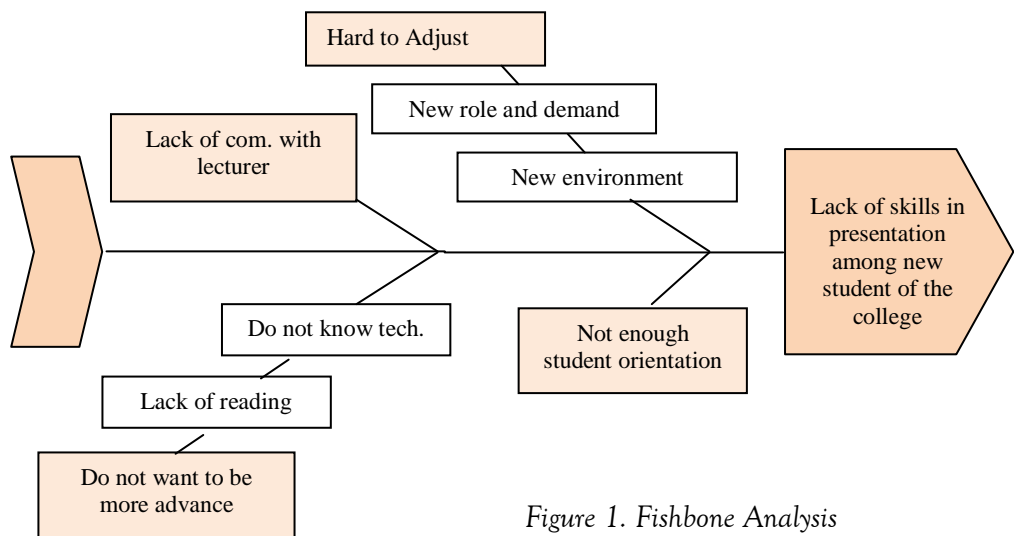 Hard to Adjust
New role and demand
Lack of com. with
lecturer
New environment
Lack of skills in
presentation
among new
student of the
college
Do not know tech.
Not enough
student orientation
Lack of reading
Do not want to be
more advance
Figure 1. Fishbone Analysis